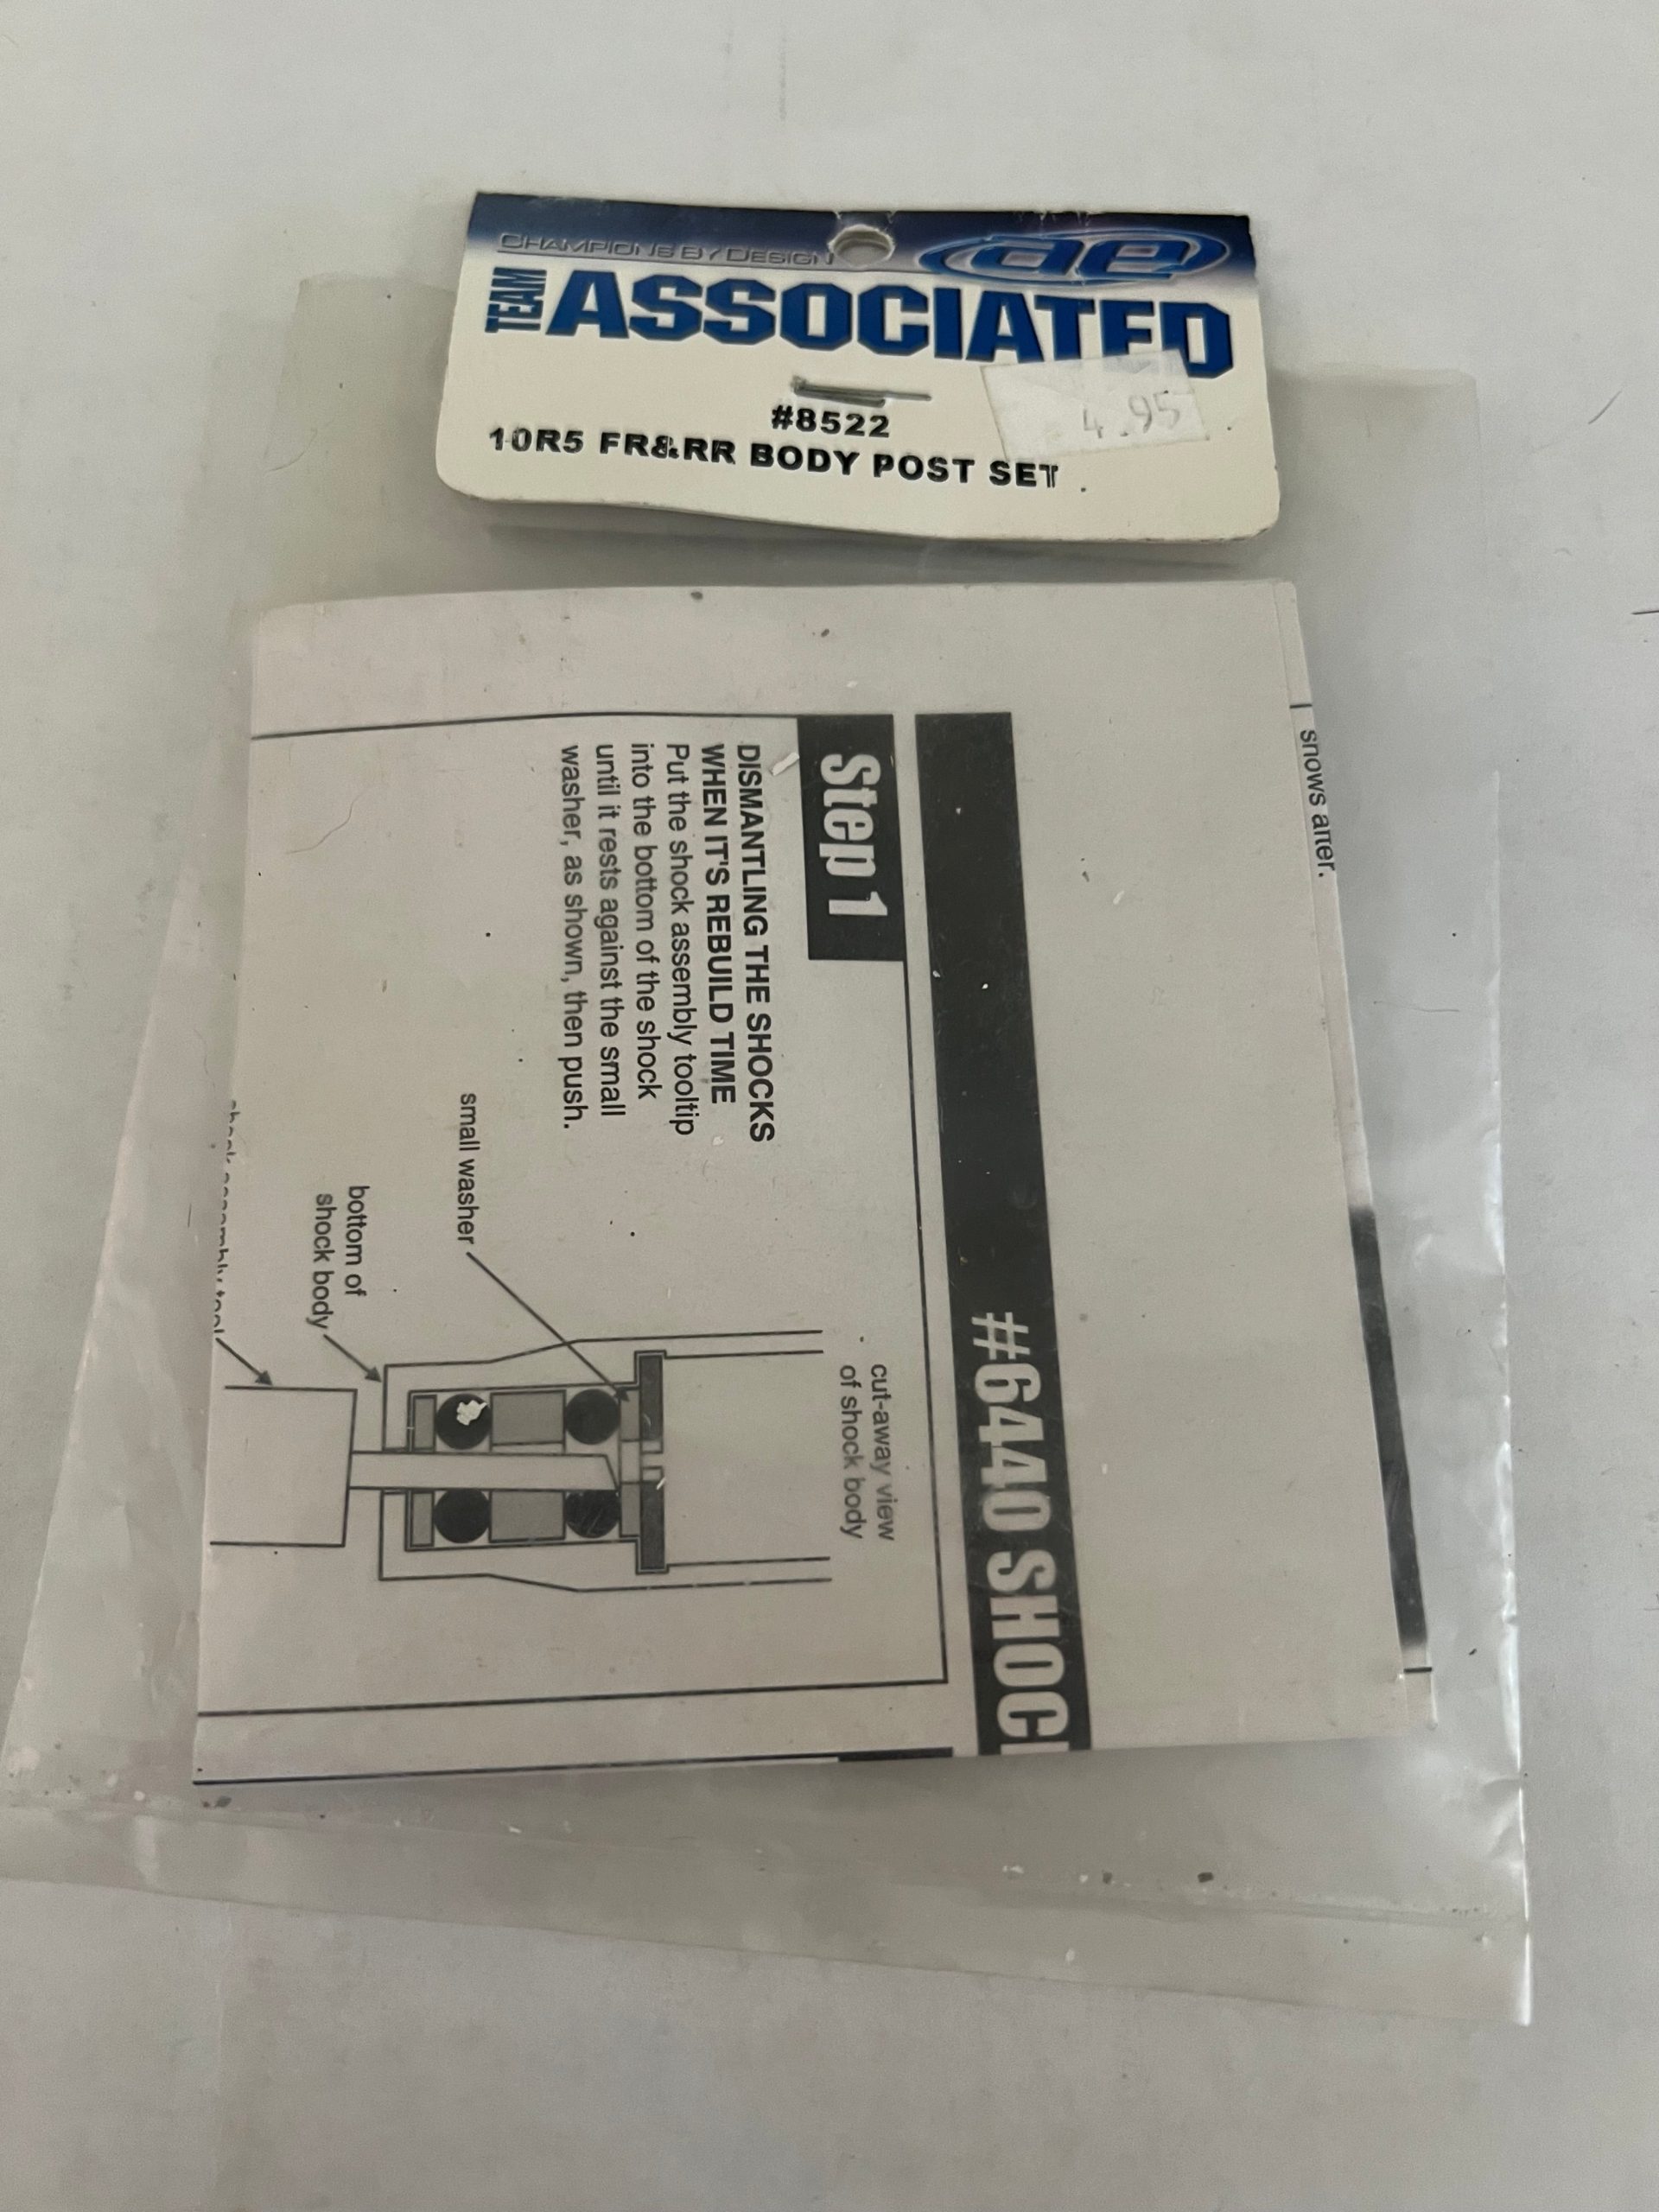 CHAMPIONS BY DESIGN
ae
TEAM ASSOCIATED
4.95
#8522
10R5 FR&RR BODY POST SET
shows after.
#6440 SHOC
Step 1
DISMANTLING THE SHOCKS
WHEN IT'S REBUILD TIME
Put the shock assembly tooltip
into the bottom of the shock
until it rests against the small
washer, as shown, then push.
cut-away view
of shock body
small washer
bottom of
shock body
shock assembly tool